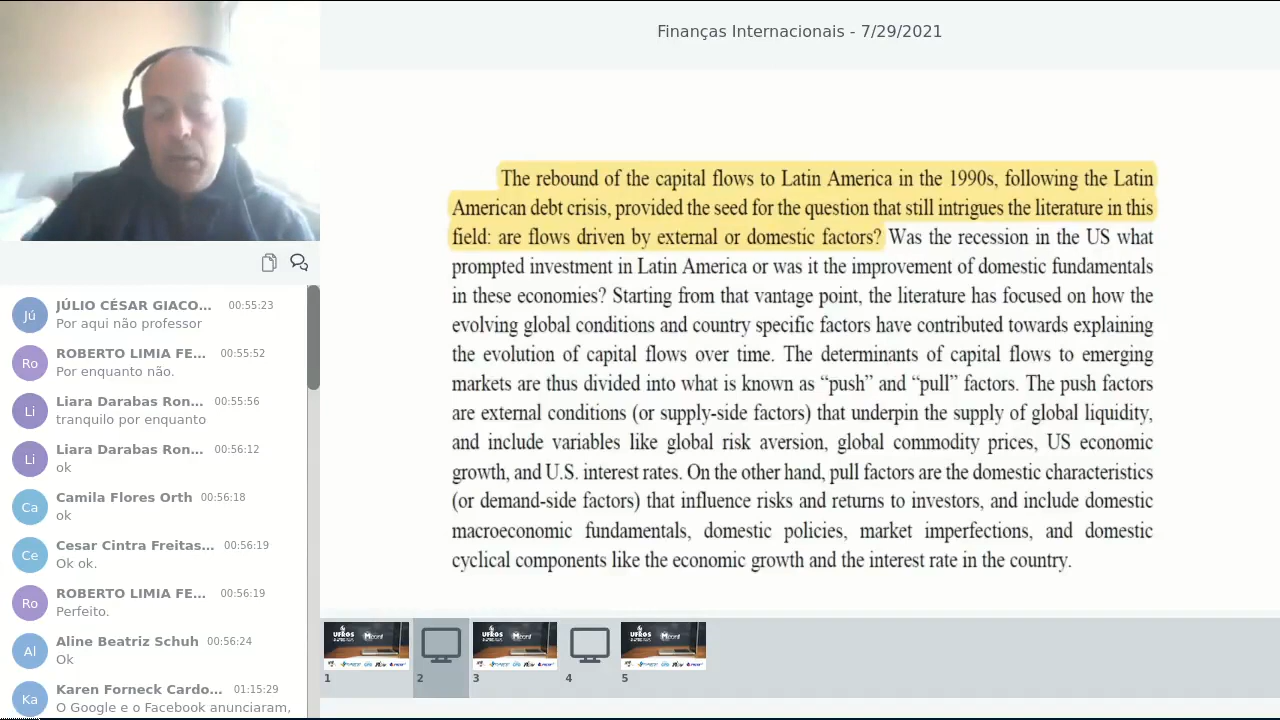 Finanças Internacionais - 7/29/2021
JÚLIO CÉSAR GIACO... 00:55:23
Por aqui não professor
ROBERTO LIMIA FE... 00:55:52
Por enquanto não.
Liara Darabas Ron... 00:55:56
tranquilo por enquanto
Liara Darabas Ron... 00:56:12
ok
Camila Flores Orth 00:56:18
ok
Cesar Cintra Freitas... 00:56:19
Ok ok.
ROBERTO LIMIA FE... 00:56:19
Perfeito.
Aline Beatriz Schuh 00:56:24
Ok
Karen Forneck Cardo... 01:15:29
O Google e o Facebook anunciaram,
Jú
Ro
Li
Li
Ca
Ce
Ro
Al
Ka
The rebound of the capital flows to Latin America in the 1990s, following the Latin
American debt crisis, provided the seed for the question that still intrigues the literature in this
field: are flows driven by external or domestic factors? Was the recession in the US what
prompted investment in Latin America or was it the improvement of domestic fundamentals
in these economies? Starting from that vantage point, the literature has focused on how the
evolving global conditions and country specific factors have contributed towards explaining
the evolution of capital flows over time. The determinants of capital flows to emerging
markets are thus divided into what is known as “push” and “pull” factors. The push factors
are external conditions (or supply-side factors) that underpin the supply of global liquidity,
and include variables like global risk aversion, global commodity prices, US economic
growth, and U.S. interest rates. On the other hand, pull factors are the domestic characteristics
(or demand-side factors) that influence risks and returns to investors, and include domestic
macroeconomic fundamentals, domestic policies, market imperfections, and domestic
cyclical components like the economic growth and the interest rate in the country.
UFRGS
Mconf
UFRGS
Mconf
UFRGS
Mconf
1
2
3
4
5